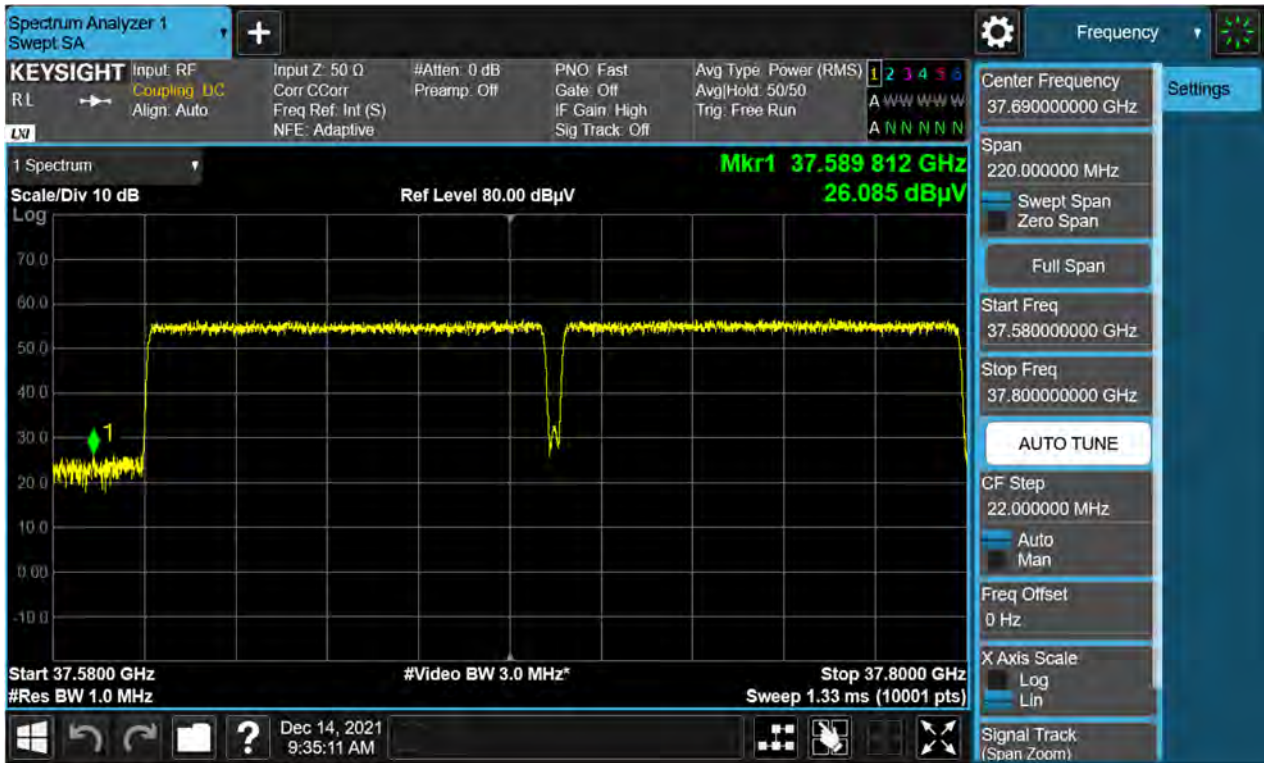 Spectrum Analyzer 1
Swept SA
+
Frequency
KEYSIGHT
RL
LXI
Input: RF
Coupling: DC
Align: Auto
Input Z: 50 Ω
Corr CCorr
Freq Ref: Int (S)
NFE: Adaptive
#Atten: 0 dB
Preamp: Off
PNO: Fast
Gate: Off
IF Gain: High
Sig Track: Off
Avg Type: Power (RMS)
Avg|Hold: 50/50
Trig: Free Run
1 2 3 4 5 6
A W W W W W
A N N N N N
1 Spectrum
Scale/Div 10 dB
Ref Level 80.00 dBµV
Mkr1 37.589 812 GHz
26.085 dBµV
Log
70.0
60.0
50.0
40.0
30.0
20.0
10.0
0.00
-10.0
1
Start 37.5800 GHz
#Video BW 3.0 MHz*
Stop 37.8000 GHz
#Res BW 1.0 MHz
Sweep 1.33 ms (10001 pts)
Center Frequency
37.690000000 GHz
Settings
Span
220.000000 MHz
Swept Span
Zero Span
Full Span
Start Freq
37.580000000 GHz
Stop Freq
37.800000000 GHz
AUTO TUNE
CF Step
22.000000 MHz
Auto
Man
Freq Offset
0 Hz
X Axis Scale
Log
Lin
Signal Track
(Span Zoom)
?
Dec 14, 2021
9:35:11 AM